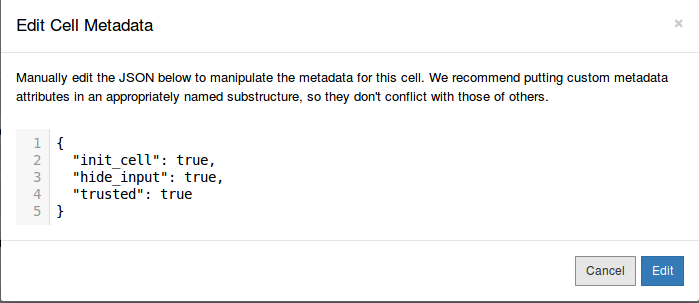 Edit Cell Metadata ×
Manually edit the JSON below to manipulate the metadata for this cell. We recommend putting custom metadata
attributes in an appropriately named substructure, so they don't conflict with those of others.
1 {
2 "init_cell": true,
3 "hide_input": true,
4 "trusted": true
5 }
Cancel Edit